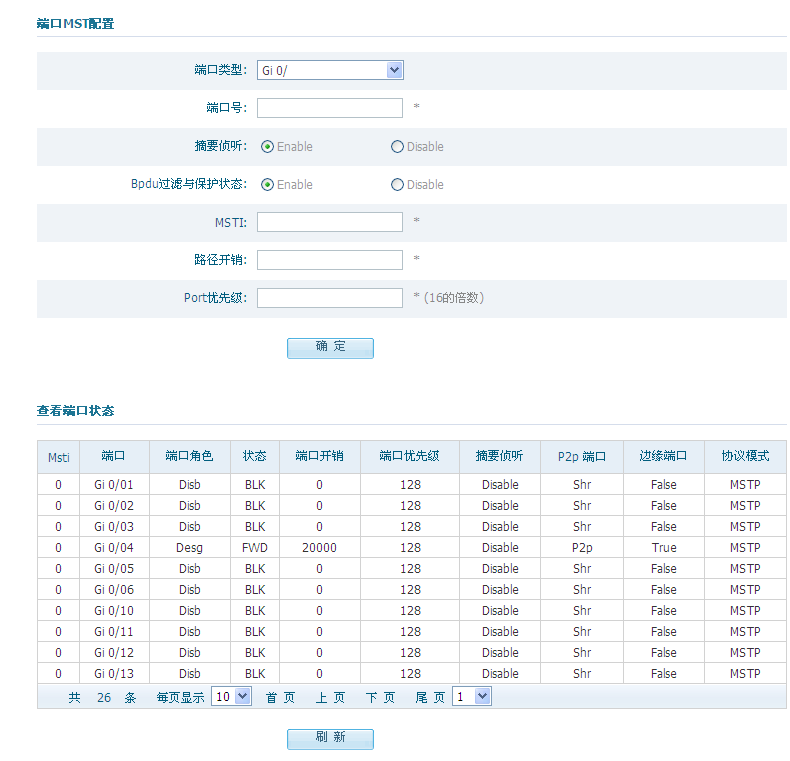 端口MST配置
端口类型: Gi 0/
端口号: *
摘要侦听: Enable Disable
Bpdu过滤与保护状态: Enable Disable
MSTI: *
路径开销: *
Port优先级: * (16的倍数)
确 定
查看端口状态
Msti 端口 端口角色 状态 端口开销 端口优先级 摘要侦听 P2p 端口 边缘端口 协议模式
0 Gi 0/01 Disb BLK 0 128 Disable Shr False MSTP
0 Gi 0/02 Disb BLK 0 128 Disable Shr False MSTP
0 Gi 0/03 Disb BLK 0 128 Disable Shr False MSTP
0 Gi 0/04 Desg FWD 20000 128 Disable P2p True MSTP
0 Gi 0/05 Disb BLK 0 128 Disable Shr False MSTP
0 Gi 0/06 Disb BLK 0 128 Disable Shr False MSTP
0 Gi 0/10 Disb BLK 0 128 Disable Shr False MSTP
0 Gi 0/11 Disb BLK 0 128 Disable Shr False MSTP
0 Gi 0/12 Disb BLK 0 128 Disable Shr False MSTP
0 Gi 0/13 Disb BLK 0 128 Disable Shr False MSTP
共 26 条 每页显示 10 首 页 上 页 下 页 尾 页 1
刷 新